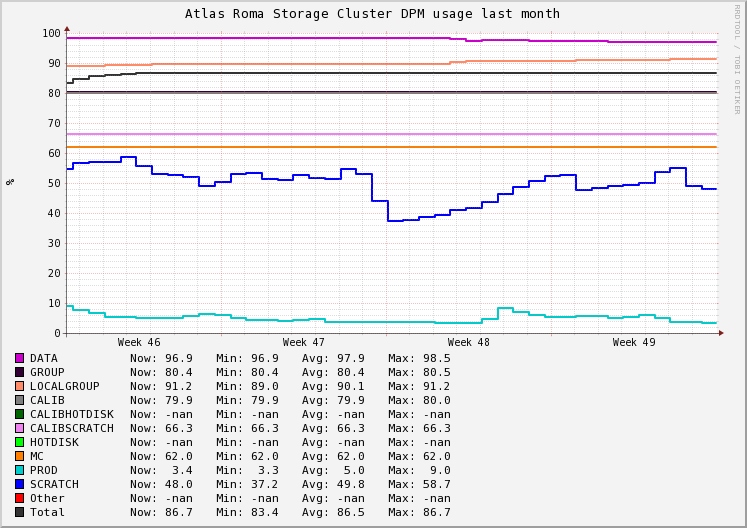 Atlas Roma Storage Cluster DPM usage last month
RRDTOOL / TOBI OETIKER
%
100
90
80
70
60
50
40
30
20
10
0
Week 46 Week 47 Week 48 Week 49
DATA Now: 96.9 Min: 96.9 Avg: 97.9 Max: 98.5
GROUP Now: 80.4 Min: 80.4 Avg: 80.4 Max: 80.5
LOCALGROUP Now: 91.2 Min: 89.0 Avg: 90.1 Max: 91.2
CALIB Now: 79.9 Min: 79.9 Avg: 79.9 Max: 80.0
CALIBHOTDISK Now: -nan Min: -nan Avg: -nan Max: -nan
CALIBSCRATCH Now: 66.3 Min: 66.3 Avg: 66.3 Max: 66.3
HOTDISK Now: -nan Min: -nan Avg: -nan Max: -nan
MC Now: 62.0 Min: 62.0 Avg: 62.0 Max: 62.0
PROD Now: 3.4 Min: 3.3 Avg: 5.0 Max: 9.0
SCRATCH Now: 48.0 Min: 37.2 Avg: 49.8 Max: 58.7
Other Now: -nan Min: -nan Avg: -nan Max: -nan
Total Now: 86.7 Min: 83.4 Avg: 86.5 Max: 86.7